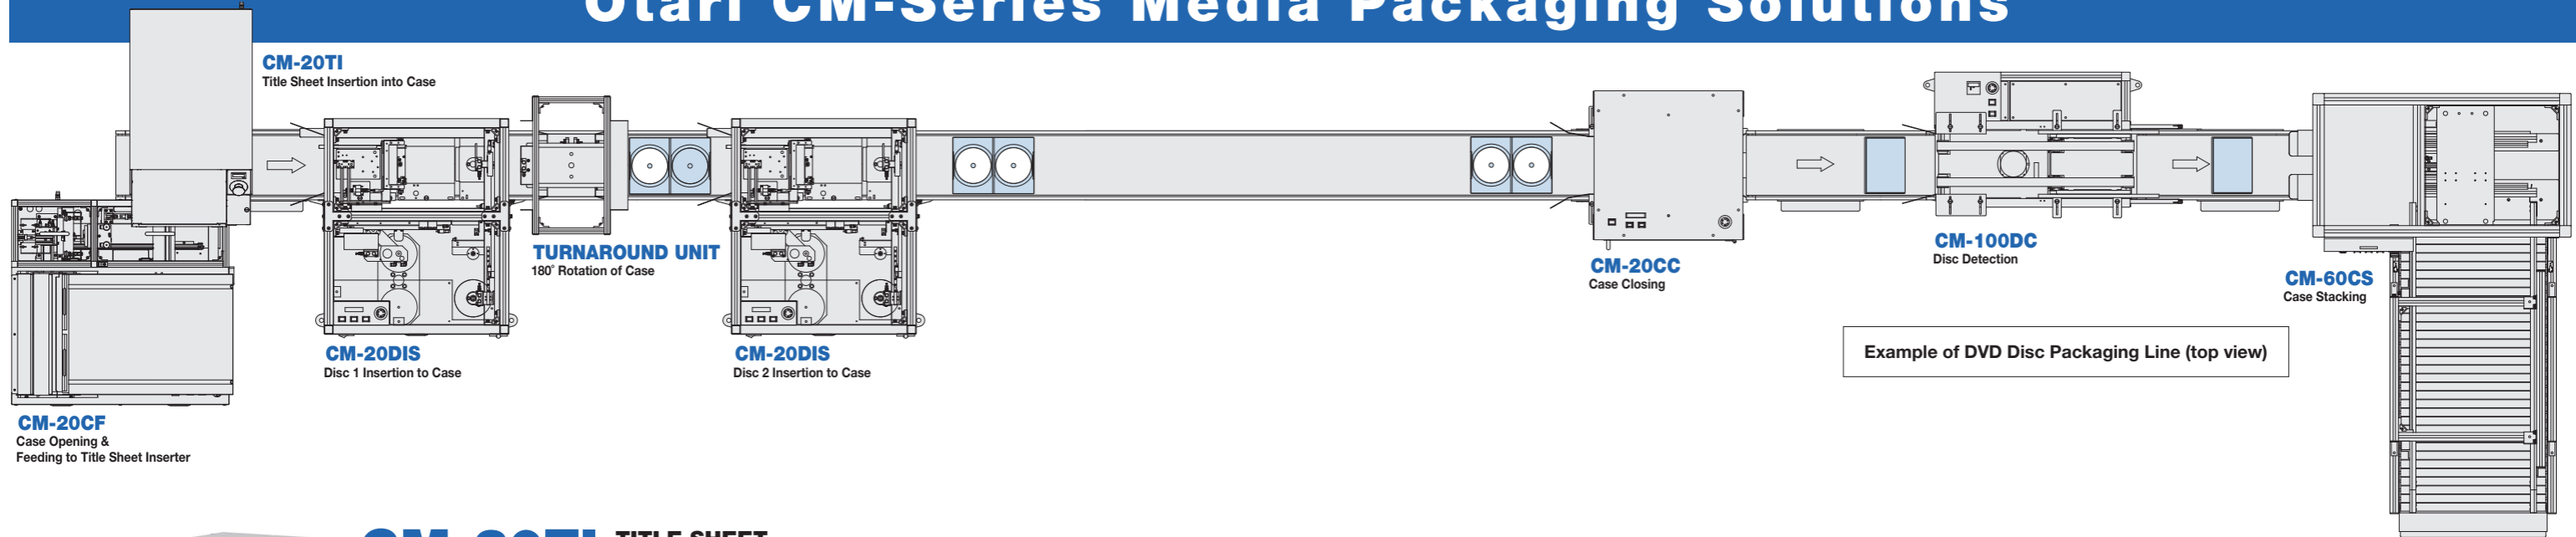 Otari CM-Series Media Packaging Solutions
CM-20TI
Title Sheet Insertion into Case
TURNAROUND UNIT
180° Rotation of Case
CM-100DC
Disc Detection
CM-20CC
Case Closing
CM-60CS
Case Stacking
CM-20DIS
Disc 1 Insertion to Case
CM-20DIS
Disc 2 Insertion to Case
Example of DVD Disc Packaging Line (top view)
CM-20CF
Case Opening &
Feeding to Title Sheet Inserter
TITLE SHEET